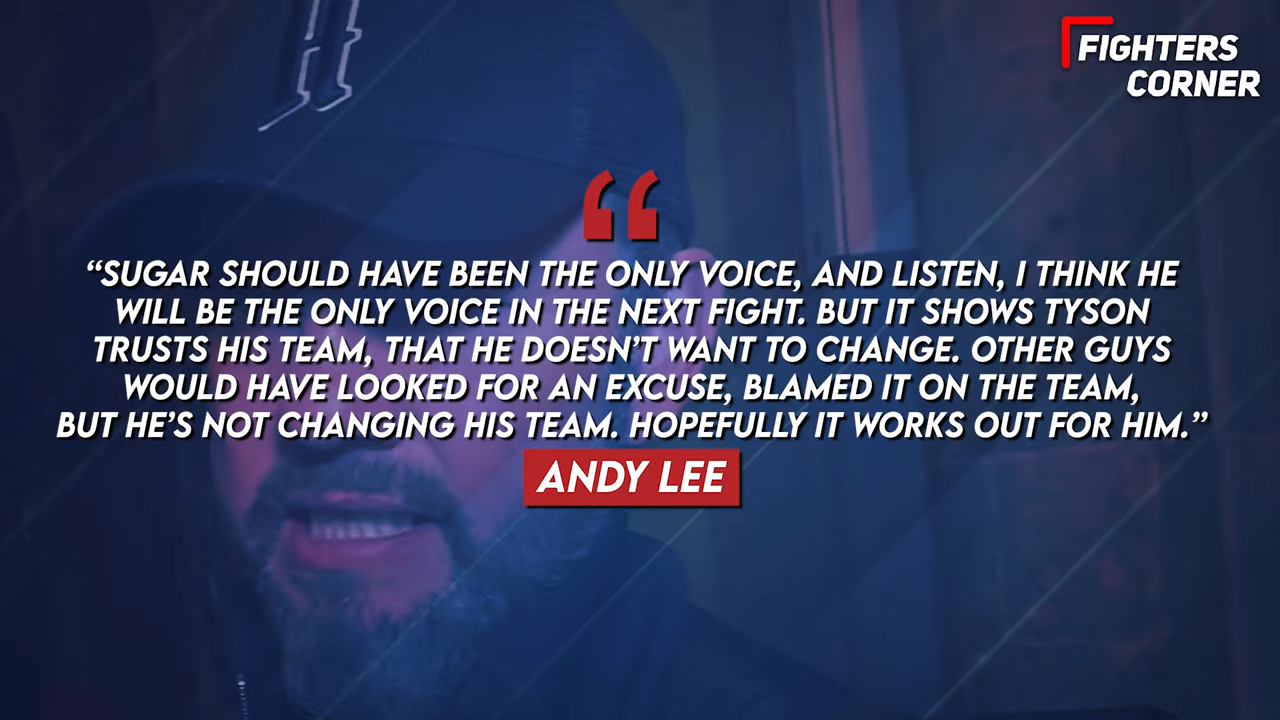 FIGHTERS
CORNER
“
“SUGAR SHOULD HAVE BEEN THE ONLY VOICE, AND LISTEN, I THINK HE
WILL BE THE ONLY VOICE IN THE NEXT FIGHT. BUT IT SHOWS TYSON
TRUSTS HIS TEAM, THAT HE DOESN’T WANT TO CHANGE. OTHER GUYS
WOULD HAVE LOOKED FOR AN EXCUSE, BLAMED IT ON THE TEAM,
BUT HE’S NOT CHANGING HIS TEAM. HOPEFULLY IT WORKS OUT FOR HIM.”
ANDY LEE